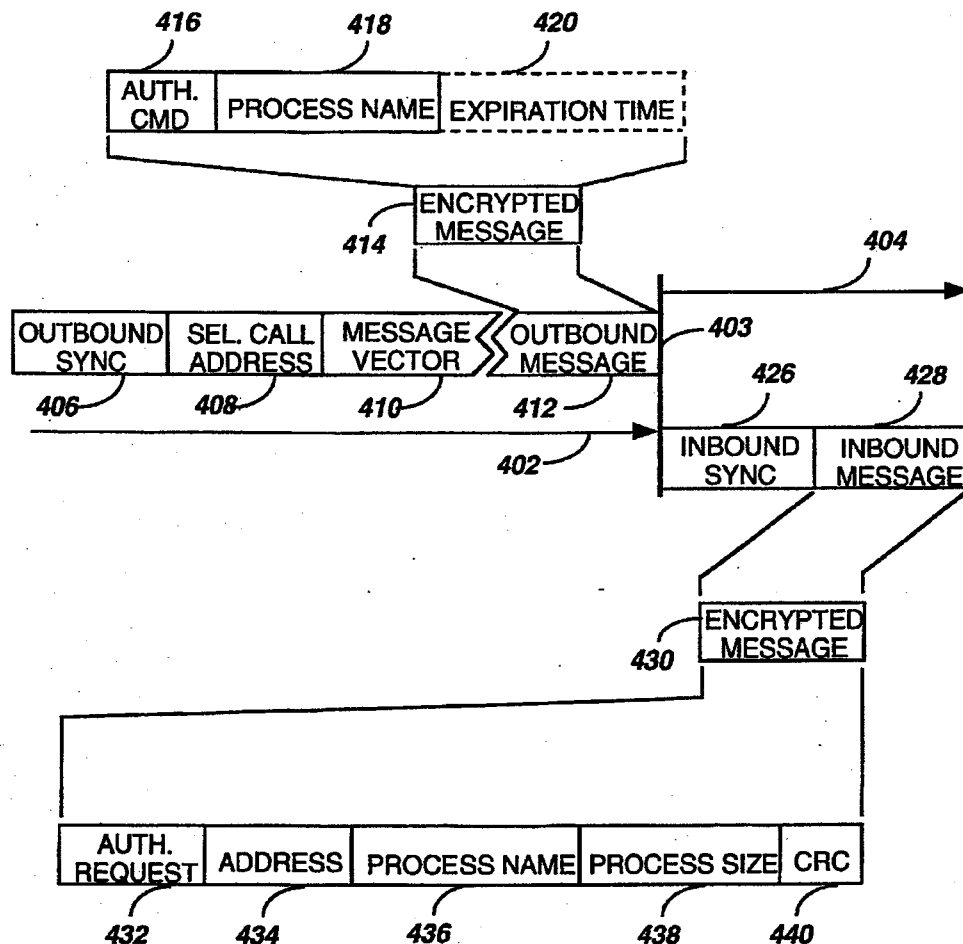 416 418 420
AUTH.
CMD
PROCESS NAME
EXPIRATION TIME
414
ENCRYPTED
MESSAGE
404
OUTBOUND
SYNC
SEL. CALL
ADDRESS
MESSAGE
VECTOR
OUTBOUND
MESSAGE
403
406 408 410 412
426 428
402
INBOUND
SYNC
INBOUND
MESSAGE
430
ENCRYPTED
MESSAGE
AUTH.
REQUEST
ADDRESS
PROCESS NAME
PROCESS SIZE
CRC
432 434 436 438 440